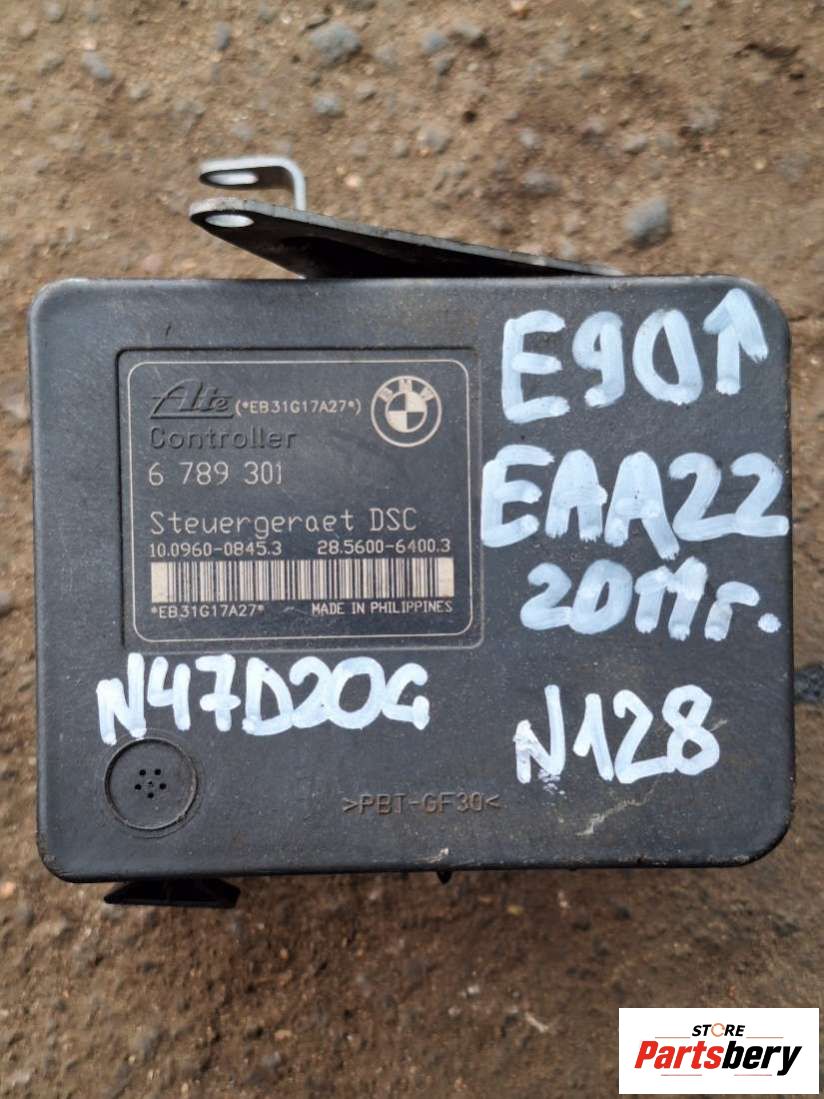 Ate (*EB31G17A27*)
BMW
Controller
6 789 301
Steuergeraet DSC
10.0960-0845.3 28.5600-6400.3
*EB31G17A27* MADE IN PHILIPPINES
E90↑
EAA22
2011г.
N47D20C
N128
>PBT-GF30<
STORE
Partsbery